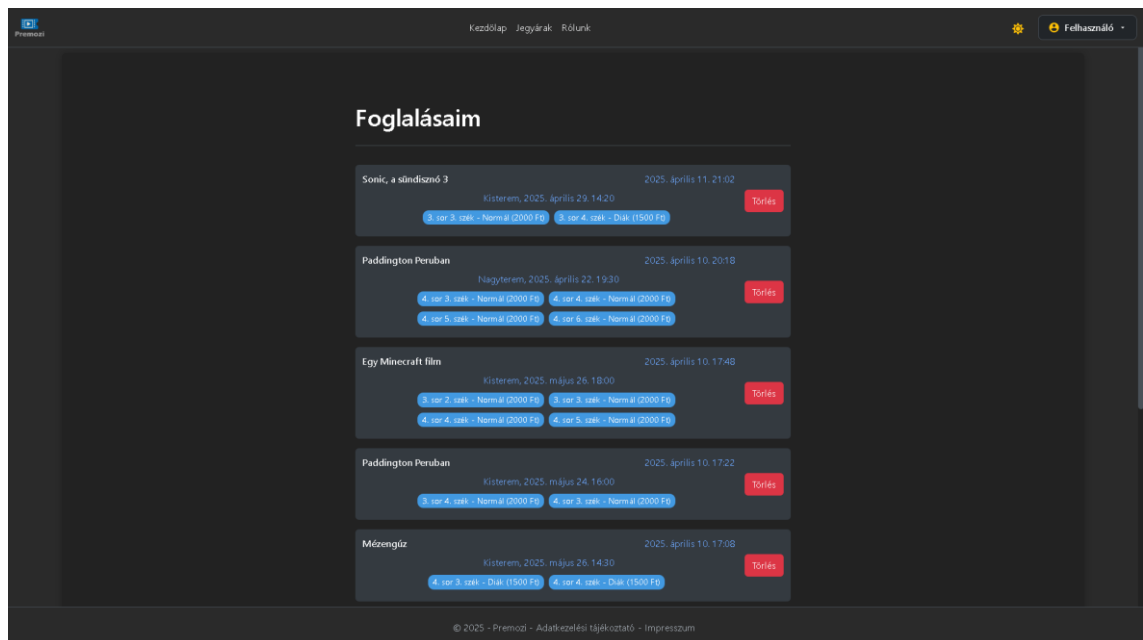 Premozi
Kezdőlap Jegyárak Rólunk
Felhasználó
Foglalásaim
Sonic, a sündisznó 3 2025. április 11. 21:02
Kisterem, 2025. április 29. 14:20
Törlés
3. sor 3. szék - Normál (2000 Ft) 3. sor 4. szék - Diák (1500 Ft)
Paddington Peruban 2025. április 10. 20:18
Nagyterem, 2025. április 22. 19:30
Törlés
4. sor 3. szék - Normál (2000 Ft) 4. sor 4. szék - Normál (2000 Ft)
4. sor 5. szék - Normál (2000 Ft) 4. sor 6. szék - Normál (2000 Ft)
Egy Minecraft film 2025. április 10. 17:48
Kisterem, 2025. május 26. 18:00
Törlés
3. sor 2. szék - Normál (2000 Ft) 3. sor 3. szék - Normál (2000 Ft)
4. sor 4. szék - Normál (2000 Ft) 4. sor 5. szék - Normál (2000 Ft)
Paddington Peruban 2025. április 10. 17:22
Kisterem, 2025. május 24. 16:00
Törlés
3. sor 4. szék - Normál (2000 Ft) 4. sor 3. szék - Normál (2000 Ft)
Mézengúz 2025. április 10. 17:08
Kisterem, 2025. május 26. 14:30
Törlés
4. sor 3. szék - Diák (1500 Ft) 4. sor 4. szék - Diák (1500 Ft)
© 2025 - Premozi - Adatkezelési tájékoztató - Impresszum